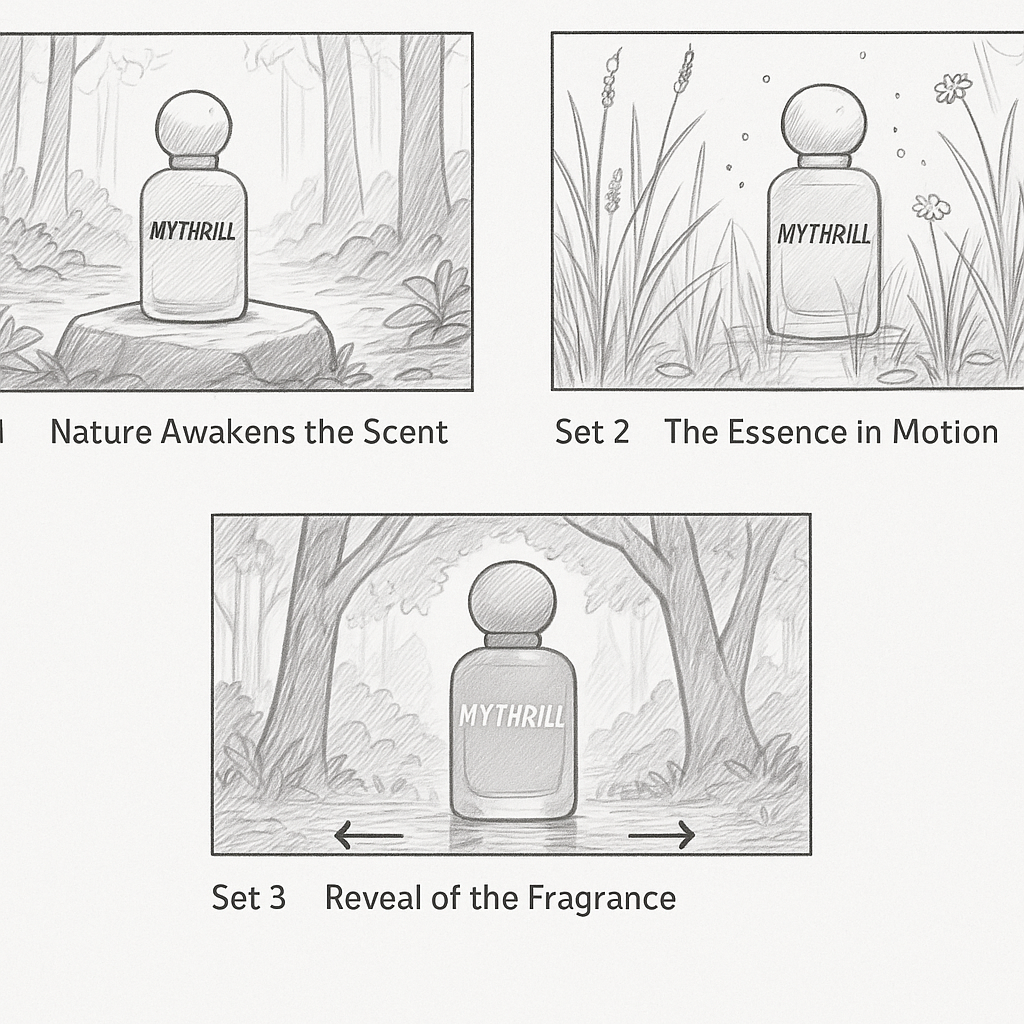 MYTHRILL
MYTHRILL
Nature Awakens the Scent
Set 2 The Essence in Motion
MYTHRILL
Set 3 Reveal of the Fragrance